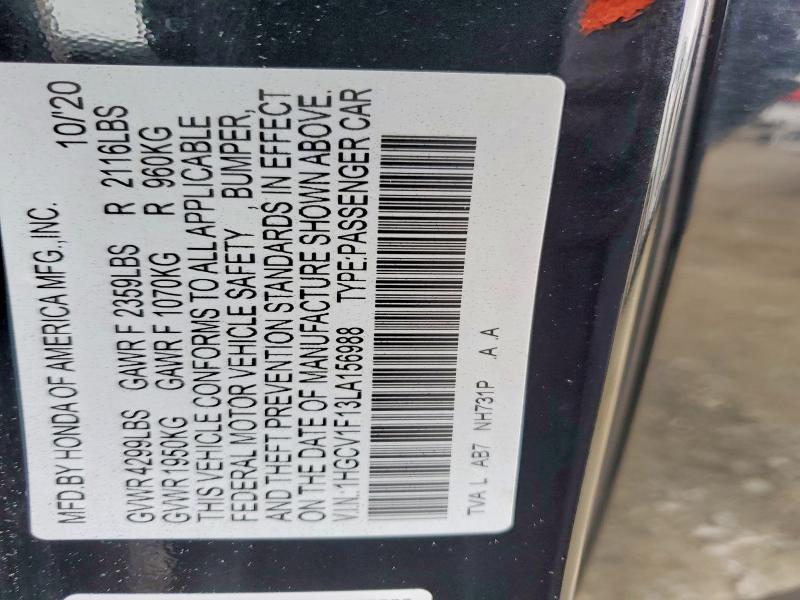 MFD.BY HONDA OF AMERICA MFG.,INC. 10/'20
GVWR 4299LBS GAWR F 2359LBS R 2116LBS
GVWR 1950KG GAWR F 1070KG R 960KG
THIS VEHICLE CONFORMS TO ALL APPLICABLE
FEDERAL MOTOR VEHICLE SAFETY , BUMPER,
AND THEFT PREVENTION STANDARDS IN EFFECT
ON THE DATE OF MANUFACTURE SHOWN ABOVE.
V.I.N.:1HGCV1F13LA156988 TYPE:PASSENGER CAR
TVA L AB7 NH731P .A .A